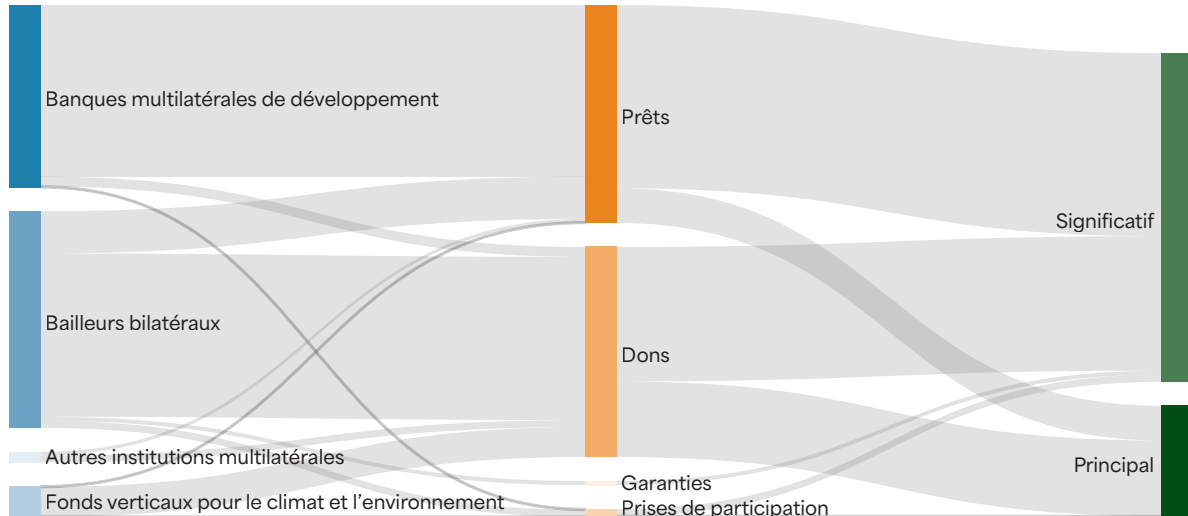 Banques multilatérales de développement
Bailleurs bilatéraux
Autres institutions multilatérales
Fonds verticaux pour le climat et l’environnement
Prêts
Dons
Garanties
Prises de participation
Significatif
Principal